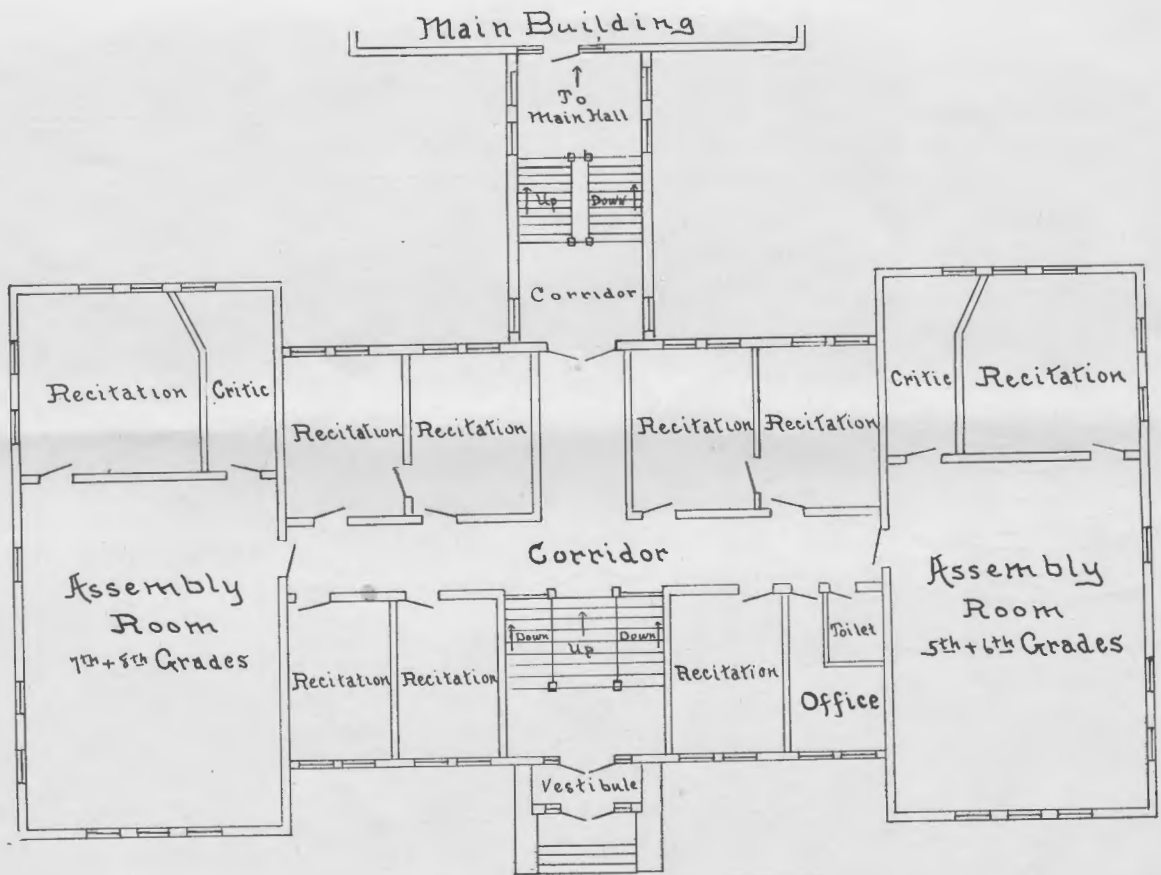 Main Building
To
Main Hall
Up
Down
Corridor
Recitation
Critic
Recitation
Recitation
Recitation
Recitation
Critic
Recitation
Corridor
Assembly
Room
7th + 8th Grades
Assembly
Room
5th + 6th Grades
Down
Up
Down
Toilet
Recitation
Recitation
Recitation
Office
Vestibule